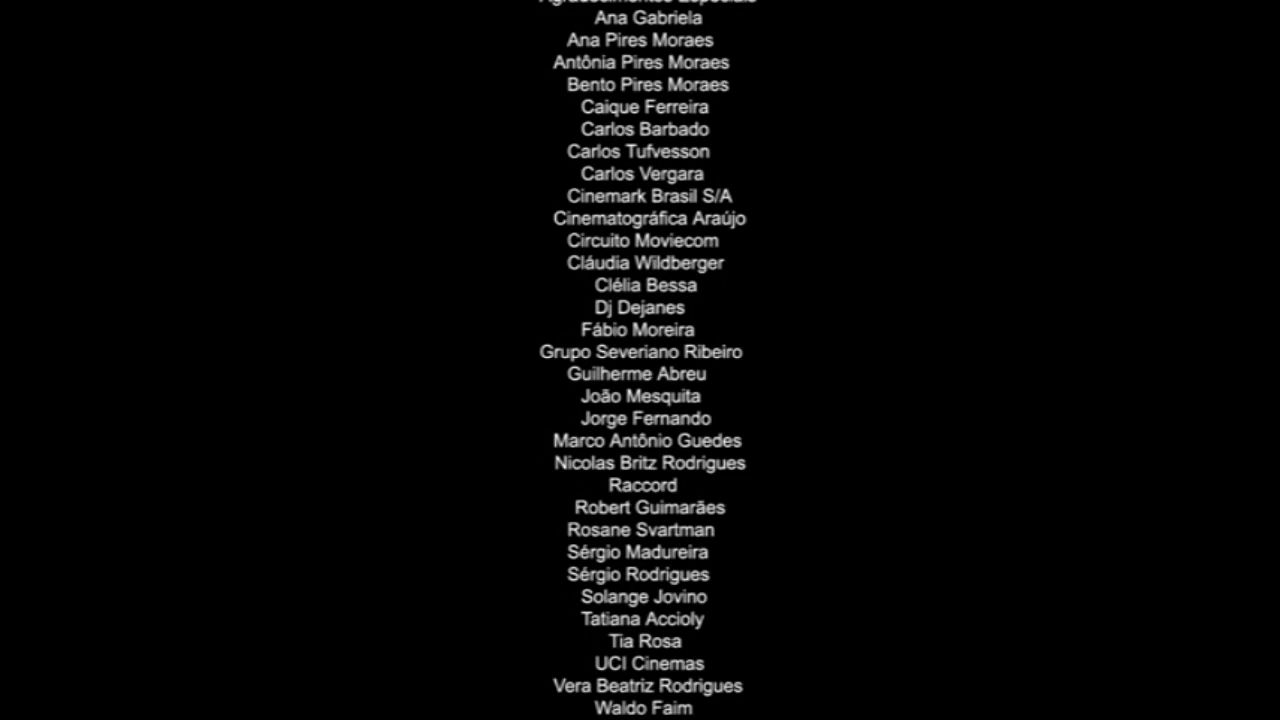 Agradecimentos Especiais
Ana Gabriela
Ana Pires Moraes
Antônia Pires Moraes
Bento Pires Moraes
Caique Ferreira
Carlos Barbado
Carlos Tufvesson
Carlos Vergara
Cinemark Brasil S/A
Cinematográfica Araújo
Circuito Moviecom
Cláudia Wildberger
Clélia Bessa
Dj Dejanes
Fábio Moreira
Grupo Severiano Ribeiro
Guilherme Abreu
João Mesquita
Jorge Fernando
Marco Antônio Guedes
Nicolas Britz Rodrigues
Raccord
Robert Guimarães
Rosane Svartman
Sérgio Madureira
Sérgio Rodrigues
Solange Jovino
Tatiana Accioly
Tia Rosa
UCI Cinemas
Vera Beatriz Rodrigues
Waldo Faim